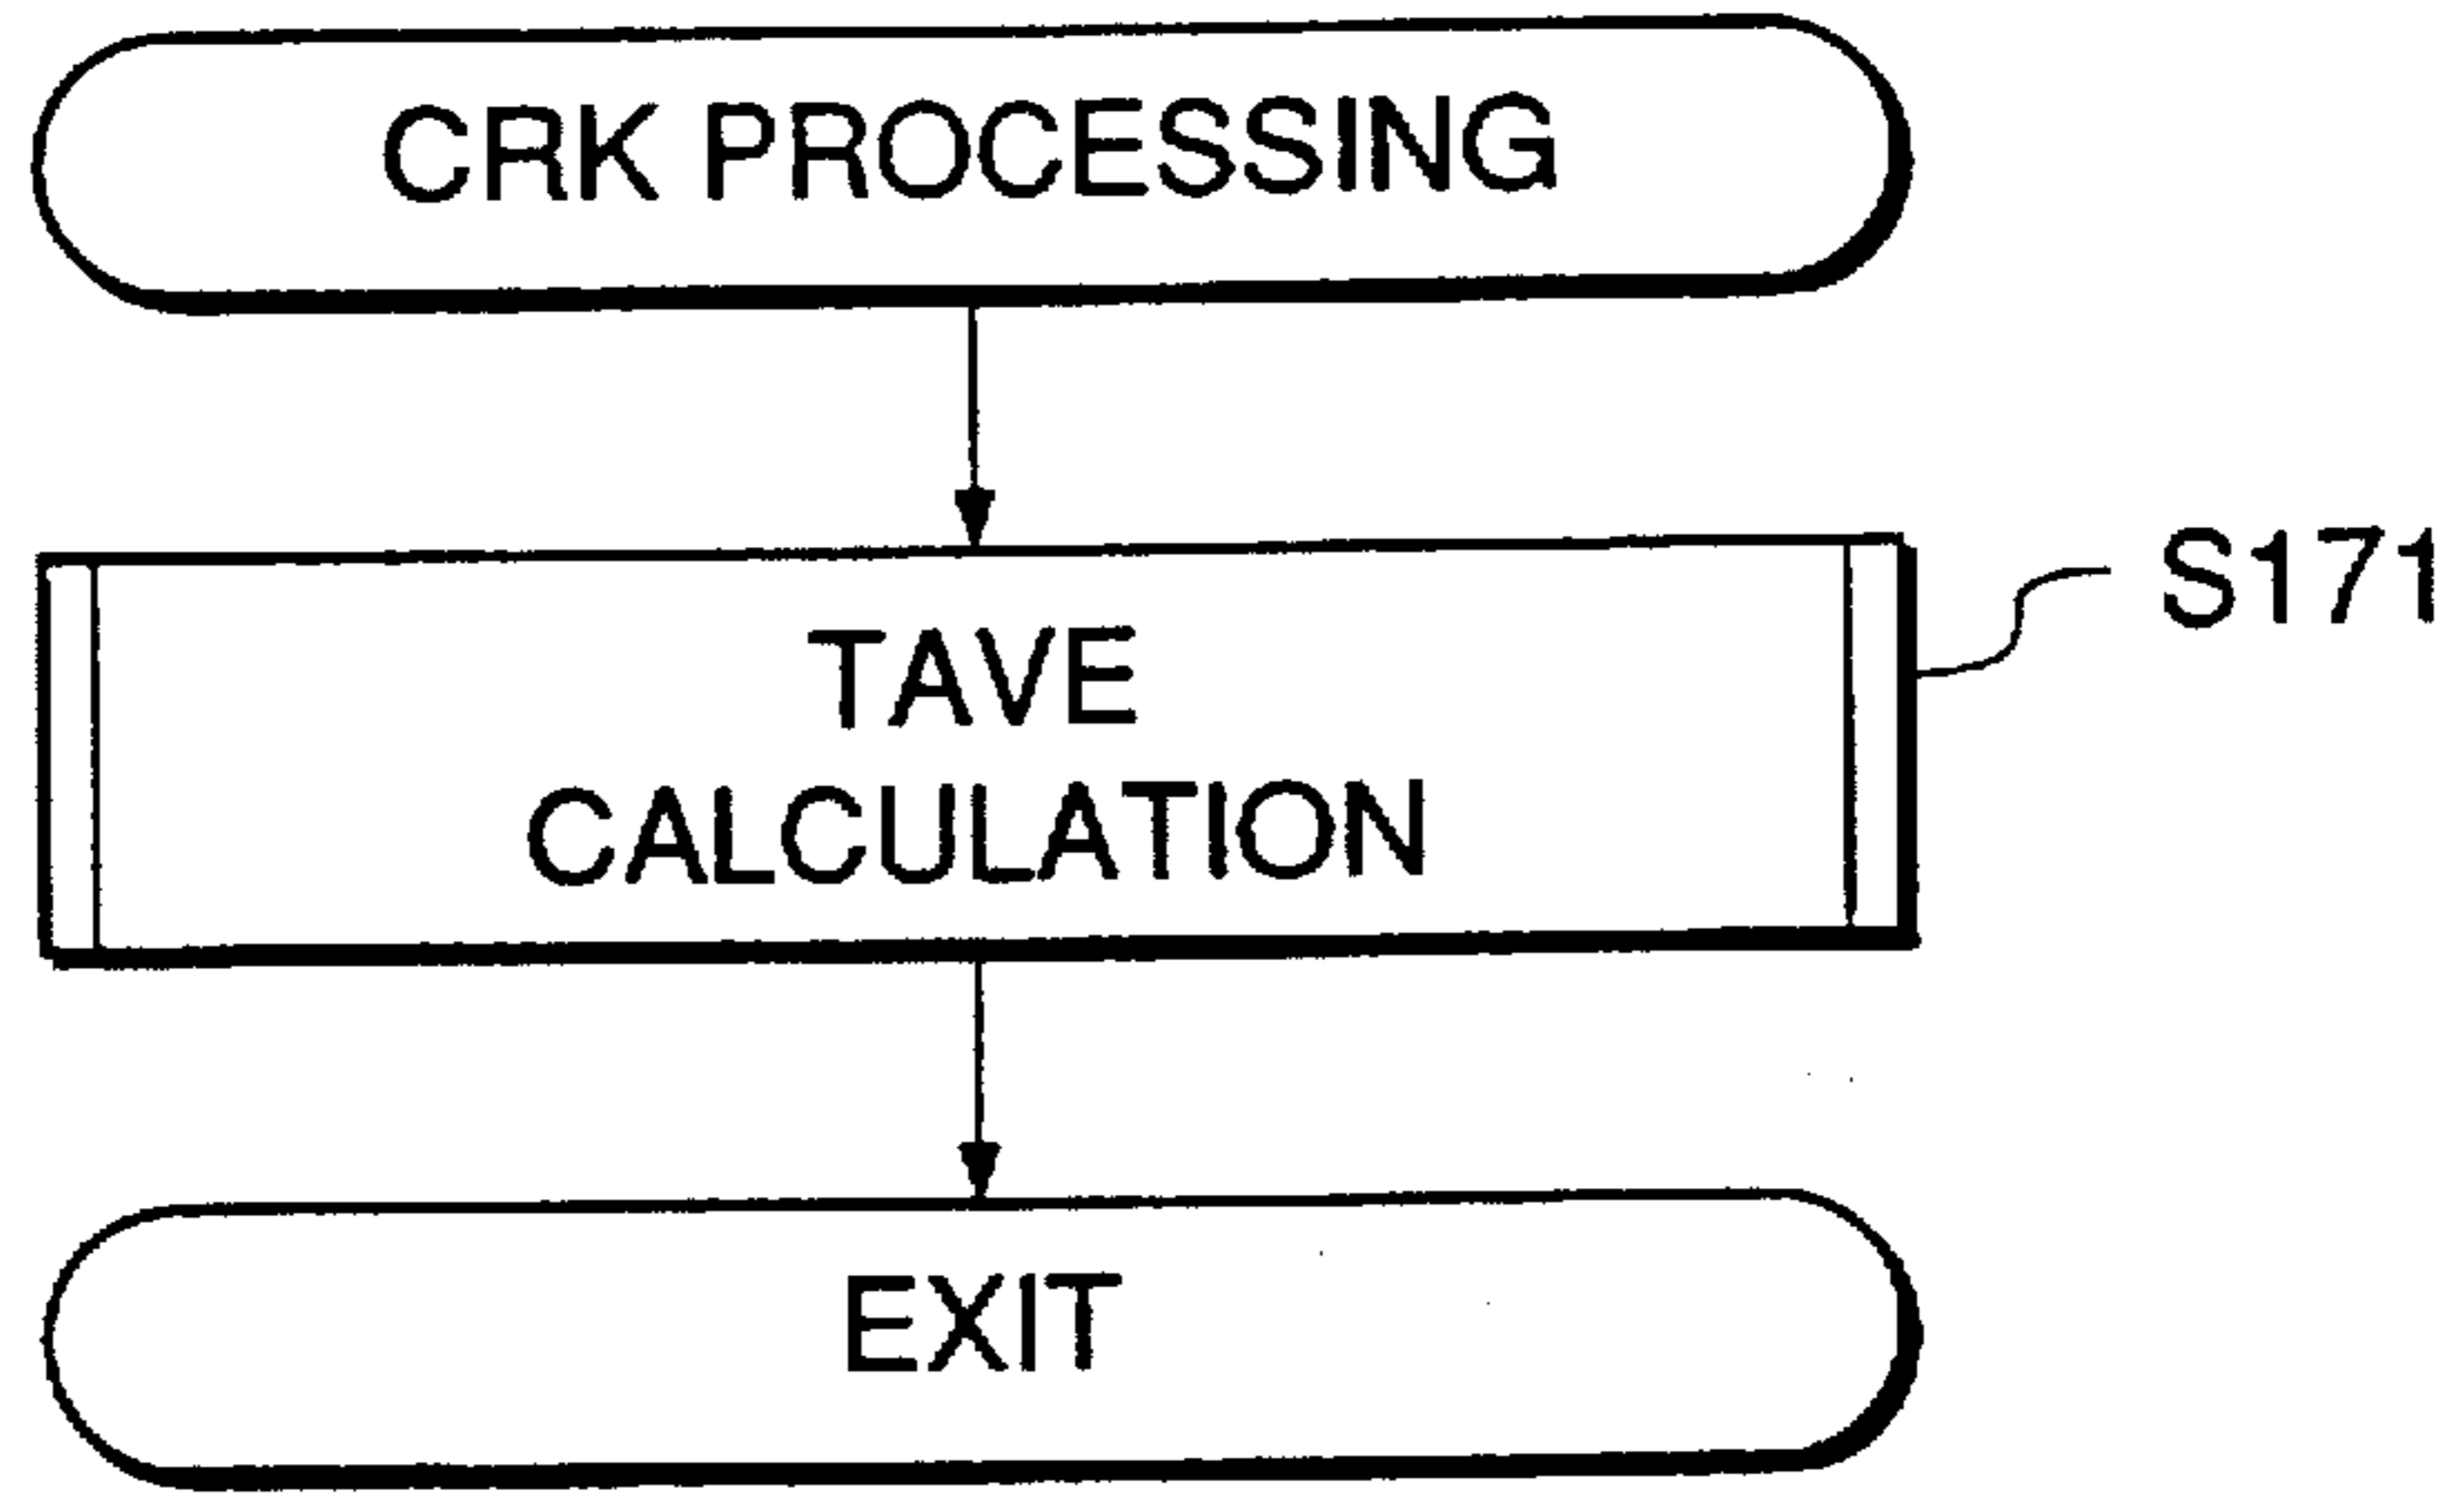 CRK PROCESSING
TAVE
CALCULATION
S171
EXIT